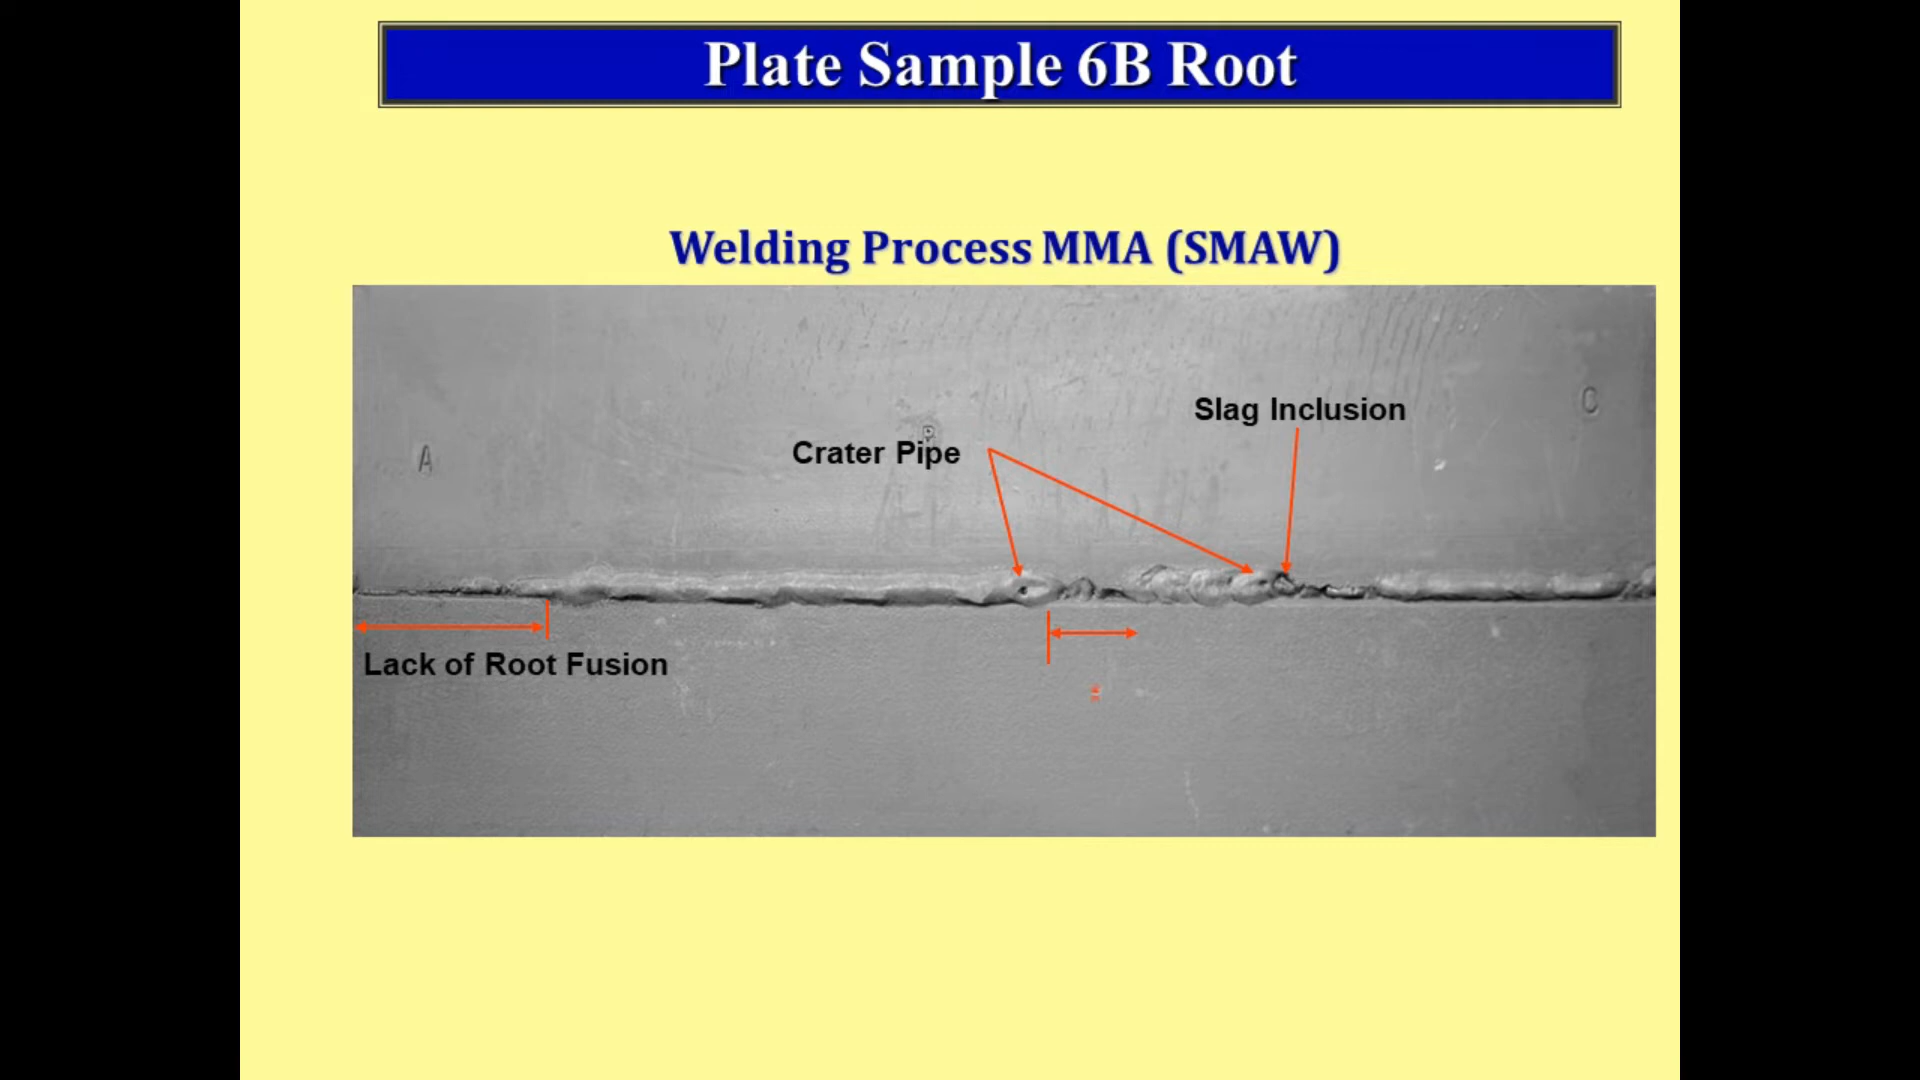 Plate Sample 6B Root
Welding Process MMA (SMAW)
C
Slag Inclusion
B
Crater Pipe
A
Lack of Root Fusion